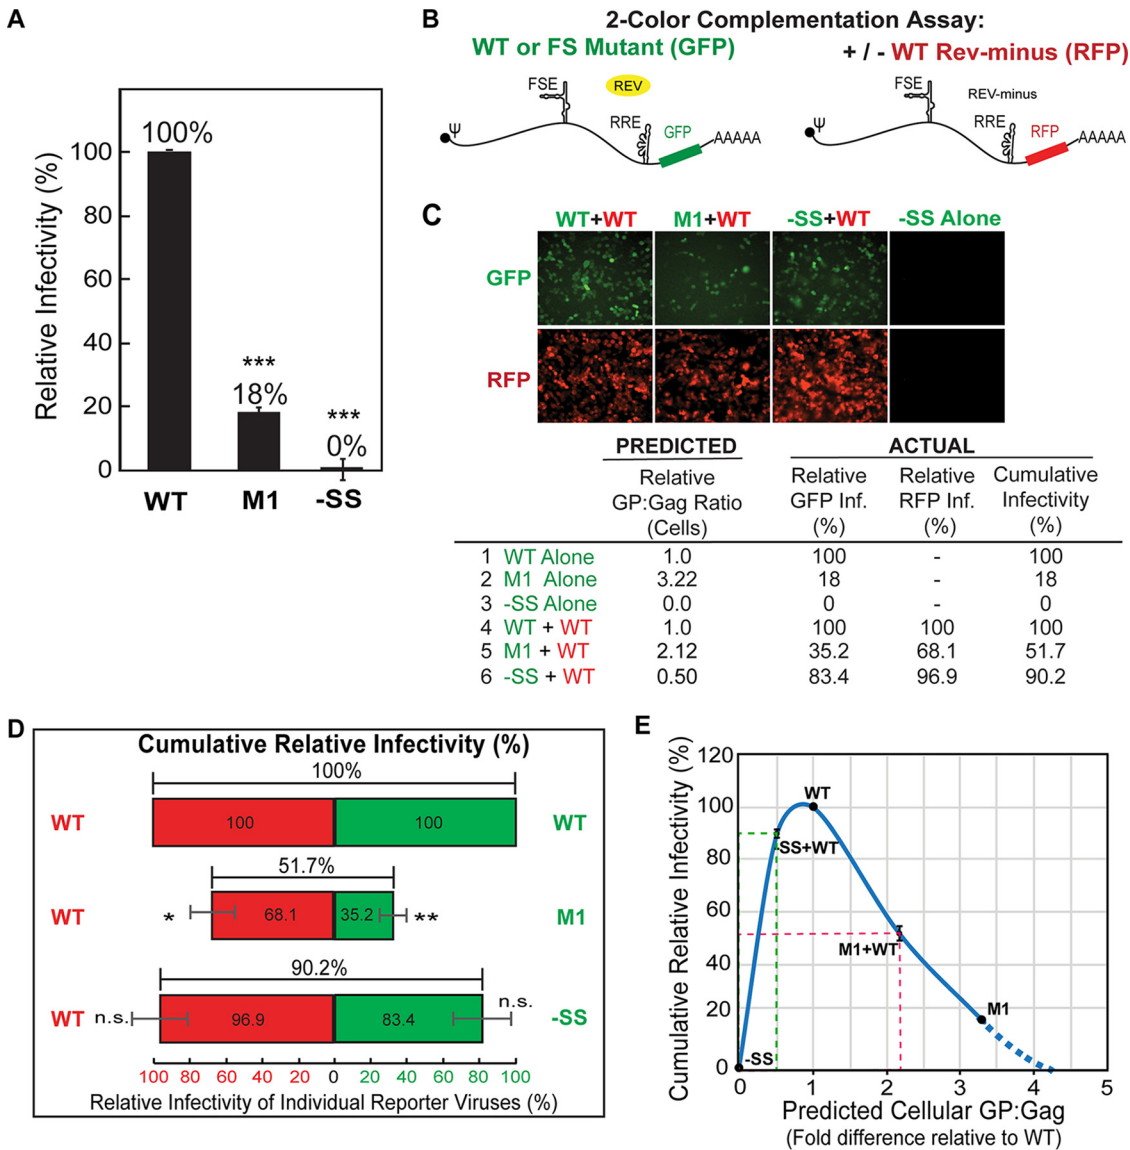 A
Relative Infectivity (%)
100
80
60
40
20
0
100%
***
18%
***
0%
WT
M1
-SS
B
2-Color Complementation Assay:
WT or FS Mutant (GFP)
+ / - WT Rev-minus (RFP)
FSE
REV
RRE
GFP
Ψ
AAAAA
FSE
REV-minus
RRE
RFP
Ψ
AAAAA
C
WT+WT
M1+WT
-SS+WT
-SS Alone
GFP
RFP
PREDICTED
ACTUAL
Relative
GP:Gag Ratio
(Cells)
Relative
GFP Inf.
(%)
Relative
RFP Inf.
(%)
Cumulative
Infectivity
(%)
1 WT Alone 1.0 100 - 100
2 M1 Alone 3.22 18 - 18
3 -SS Alone 0.0 0 - 0
4 WT + WT 1.0 100 100 100
5 M1 + WT 2.12 35.2 68.1 51.7
6 -SS + WT 0.50 83.4 96.9 90.2
D
Cumulative Relative Infectivity (%)
100%
WT 100 100 WT
51.7%
WT * 68.1 35.2 ** M1
90.2%
WT n.s. 96.9 83.4 n.s. -SS
100 80 60 40 20 0 20 40 60 80 100
Relative Infectivity of Individual Reporter Viruses (%)
E
Cumulative Relative Infectivity (%)
120
100
80
60
40
20
0
WT
-SS+WT
M1+WT
M1
-SS
0 1 2 3 4 5
Predicted Cellular GP:Gag
(Fold difference relative to WT)